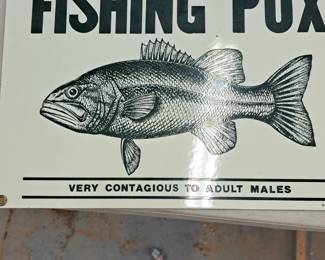 FISHING POX
VERY CONTAGIOUS TO ADULT MALES